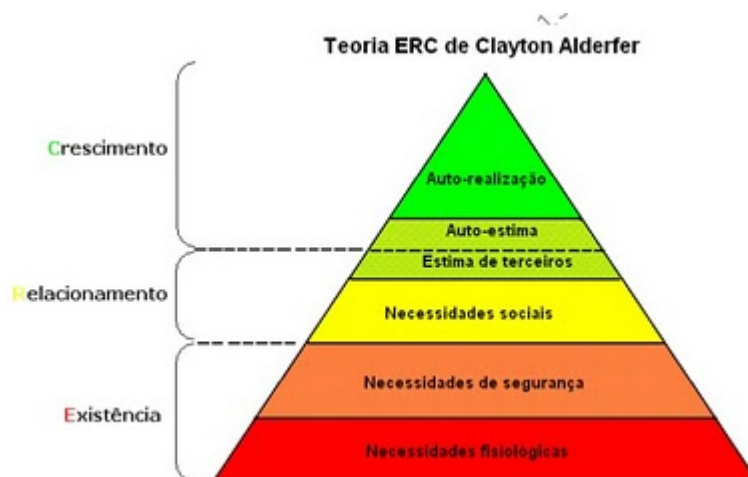 Teoria ERC de Clayton Alderfer
Crescimento
Auto-realização
Auto-estima
Estima de terceiros
Relacionamento
Necessidades sociais
Necessidades de segurança
Existência
Necessidades fisiológicas